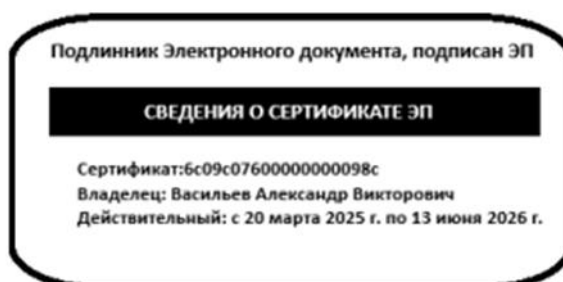 Подлинник Электронного документа, подписан ЭП
СВЕДЕНИЯ О СЕРТИФИКАТЕ ЭП
Сертификат:6c09c07600000000098c
Владелец: Васильев Александр Викторович
Действительный: с 20 марта 2025 г. по 13 июня 2026 г.